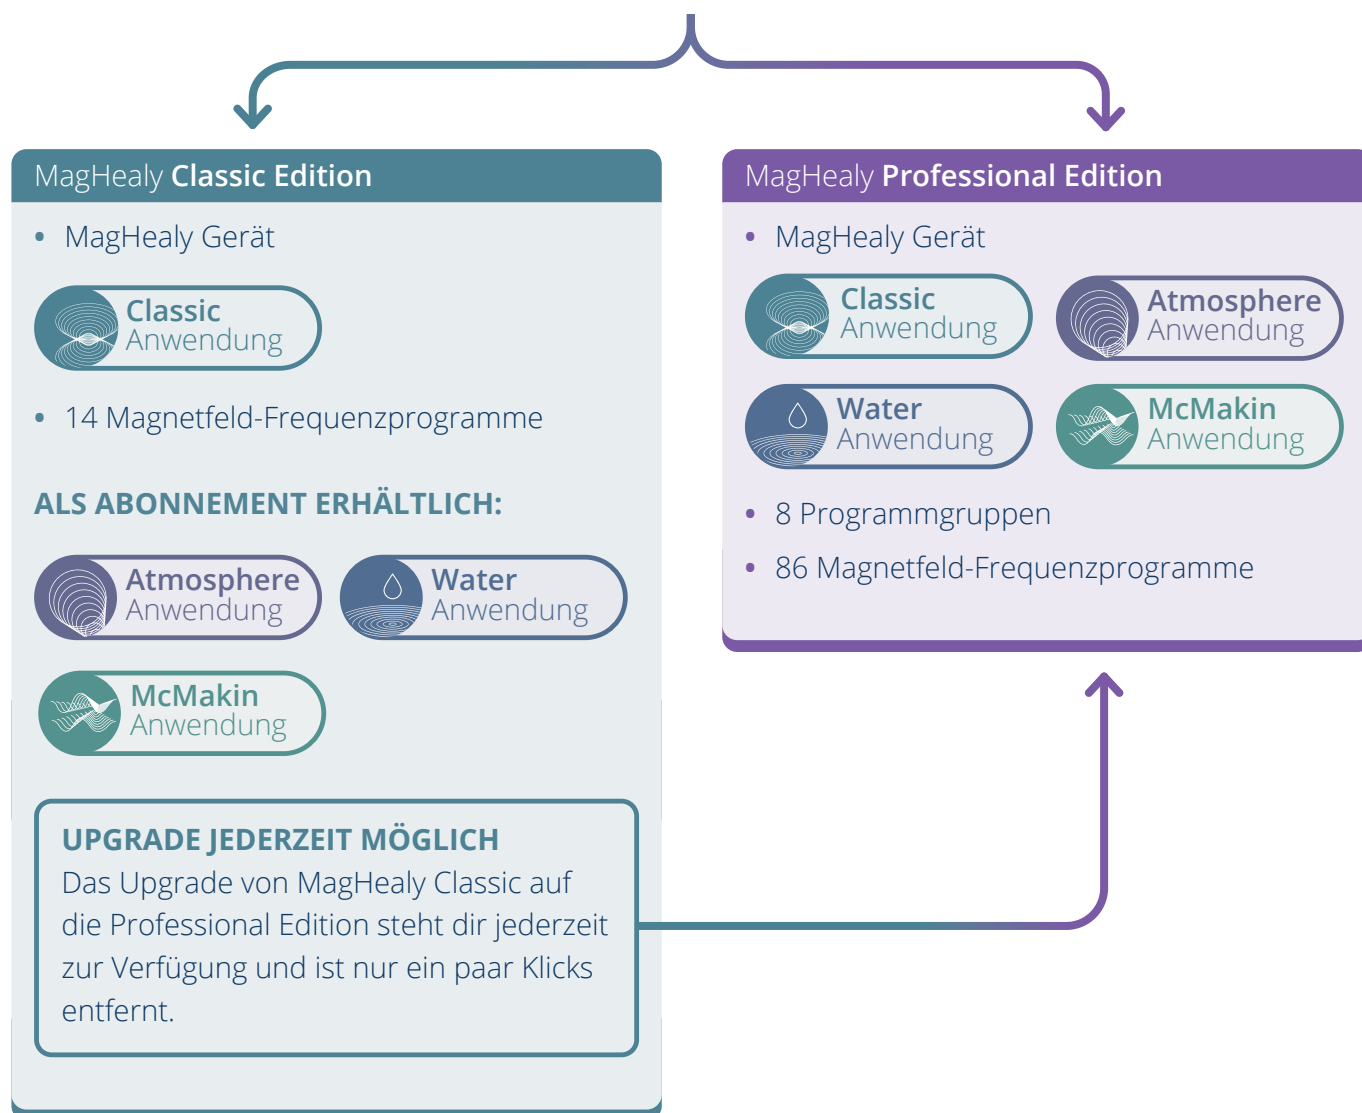 MagHealy Classic Edition
• MagHealy Gerät
Classic
Anwendung
• 14 Magnetfeld-Frequenzprogramme
ALS ABONNEMENT ERHÄLTLICH:
Atmosphere
Anwendung
Water
Anwendung
McMakin
Anwendung
UPGRADE JEDERZEIT MÖGLICH
Das Upgrade von MagHealy Classic auf
die Professional Edition steht dir jederzeit
zur Verfügung und ist nur ein paar Klicks
entfernt.
MagHealy Professional Edition
• MagHealy Gerät
Classic
Anwendung
Atmosphere
Anwendung
Water
Anwendung
McMakin
Anwendung
• 8 Programmgruppen
• 86 Magnetfeld-Frequenzprogramme